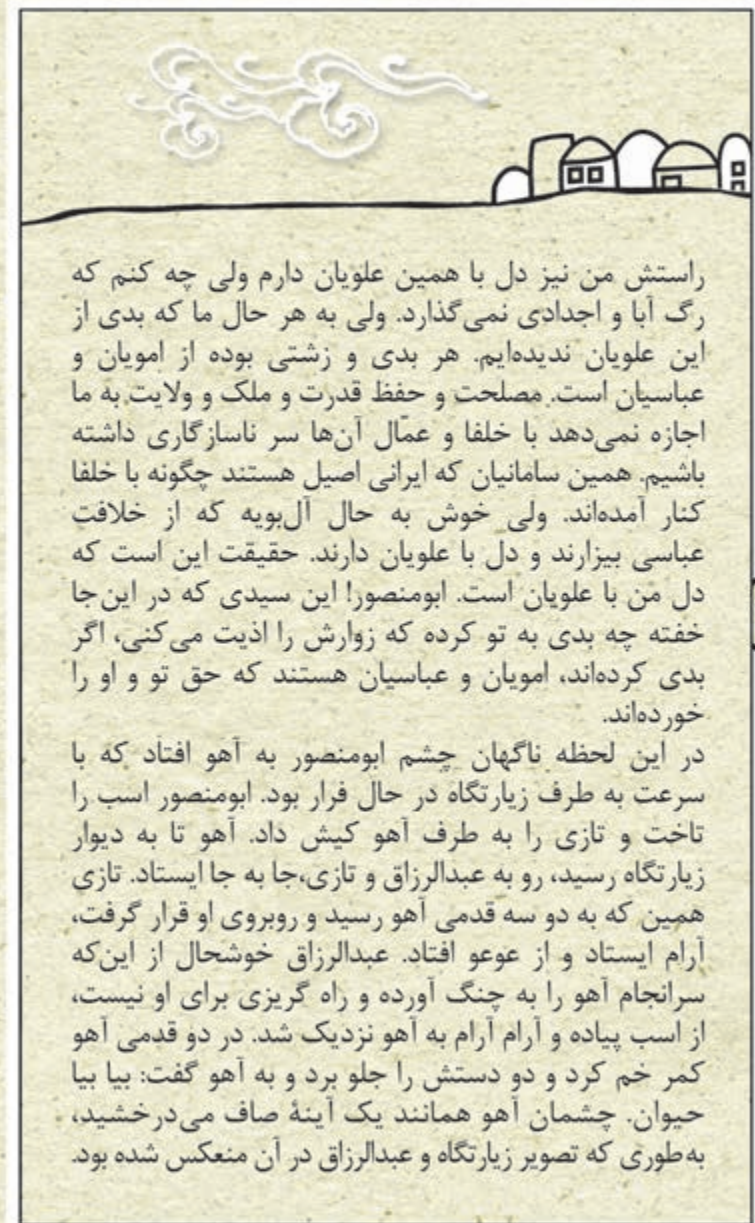 راستش من نیز دل با همین علویان دارم ولی چه کنم که
رگ آبا و اجدادی نمی‌گذارد. ولی به هر حال ما که بدی از
این علویان ندیده‌ایم. هر بدی و زشتی بوده از امویان و
عباسیان است. مصلحت و حفظ قدرت و ملک و ولایت به ما
اجازه نمی‌دهد با خلفا و عمّال آن‌ها سر ناسازگاری داشته
باشیم. همین سامانیان که ایرانی اصیل هستند چگونه با خلفا
کنار آمده‌اند. ولی خوش به حال آل‌بویه که از خلافت
عباسی بیزارند و دل با علویان دارند. حقیقت این است که
دل من با علویان است. ابومنصور! این سیدی که در این‌جا
خفته چه بدی به تو کرده که زوارش را اذیت می‌کنی، اگر
بدی کرده‌اند، امویان و عباسیان هستند که حق تو و او را
خورده‌اند.
در این لحظه ناگهان چشم ابومنصور به آهو افتاد که با
سرعت به طرف زیارتگاه در حال فرار بود. ابومنصور اسب را
تاخت و تازی را به طرف آهو کیش داد. آهو تا به دیوار
زیارتگاه رسید، رو به عبدالرزاق و تازی،جا به جا ایستاد. تازی
همین که به دو سه قدمی آهو رسید و روبروی او قرار گرفت،
آرام ایستاد و از عوعو افتاد. عبدالرزاق خوشحال از این‌که
سرانجام آهو را به چنگ آورده و راه گریزی برای او نیست،
از اسب پیاده و آرام آرام به آهو نزدیک شد. در دو قدمی آهو
کمر خم کرد و دو دستش را جلو برد و به آهو گفت: بیا بیا
حیوان. چشمان آهو همانند یک آینۀ صاف می‌درخشید،
به‌طوری که تصویر زیارتگاه و عبدالرزاق در آن منعکس شده بود.